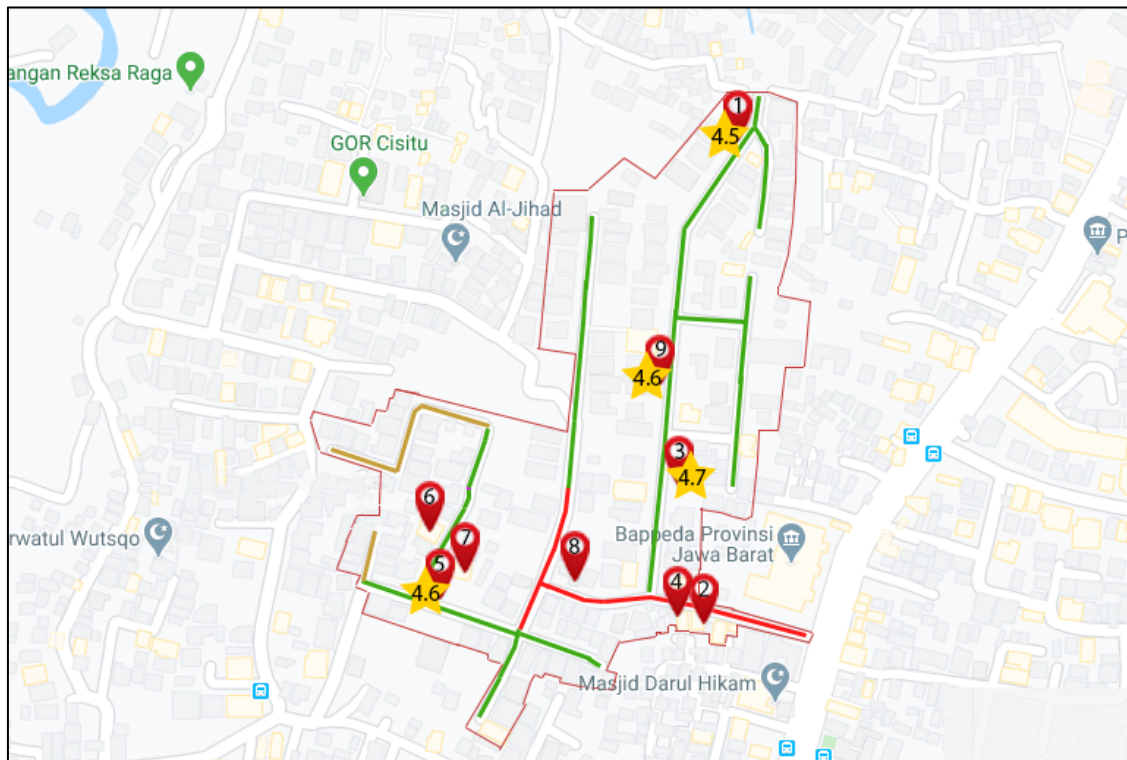 angan Reksa Raga
1
4.5
GOR Cisitu
Masjid Al-Jihad
P
9
4.6
3
4.7
6
rwatul Wutsqo
7
8
Bappeda Provinsi
Jawa Barat
5
4.6
4
2
Masjid Darul Hikam